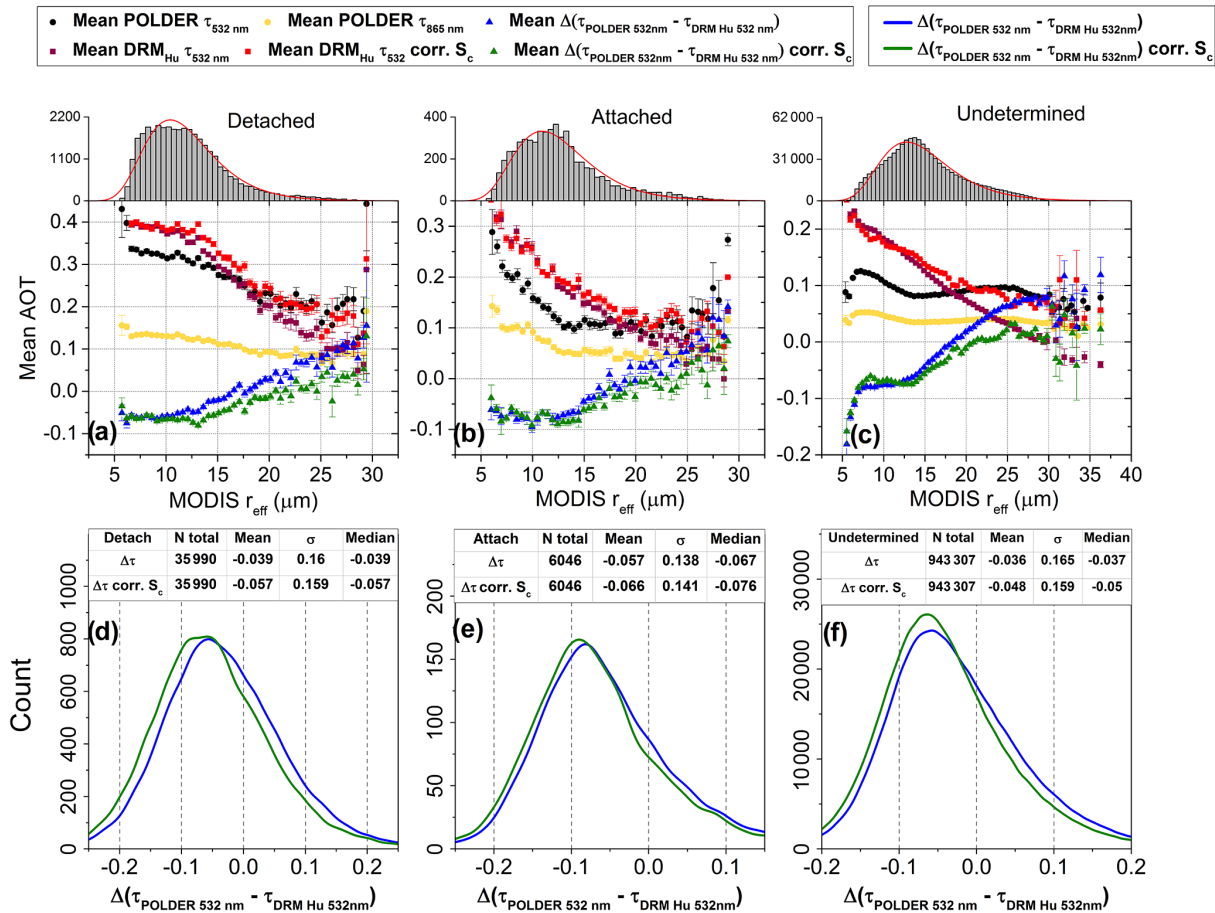 Mean POLDER τ532 nm Mean POLDER τ865 nm Mean Δ(τPOLDER 532nm - τDRM Hu 532 nm)
Mean DRMHu τ532 nm Mean DRMHu τ532 corr. Sc Mean Δ(τPOLDER 532nm - τDRM Hu 532 nm) corr. Sc
Δ(τPOLDER 532nm - τDRM Hu 532nm)
Δ(τPOLDER 532 nm - τDRM Hu 532nm) corr. Sc
Detached
2200
1100
0
Attached
400
200
0
Undetermined
62 000
31 000
0
Mean AOT
0.4
0.3
0.2
0.1
0.0
-0.1
(a)
5 10 15 20 25 30
MODIS reff (μm)
0.3
0.2
0.1
0.0
-0.1
(b)
5 10 15 20 25 30
MODIS reff (μm)
0.2
0.1
0.0
-0.1
-0.2
(c)
5 10 15 20 25 30 35 40
MODIS reff (μm)
Detach N total Mean σ Median
Δτ 35 990 -0.039 0.16 -0.039
Δτ corr. Sc 35 990 -0.057 0.159 -0.057
(d)
Count
1000
800
600
400
200
0
-0.2 -0.1 0.0 0.1 0.2
Δ(τPOLDER 532 nm - τDRM Hu 532nm)
Attach N total Mean σ Median
Δτ 6046 -0.057 0.138 -0.067
Δτ corr. Sc 6046 -0.066 0.141 -0.076
(e)
200
150
100
50
0
-0.2 -0.1 0.0 0.1
Δ(τPOLDER 532 nm - τDRM Hu 532nm)
Undetermined N total Mean σ Median
Δτ 943 307 -0.036 0.165 -0.037
Δτ corr. Sc 943 307 -0.048 0.159 -0.05
(f)
30 000
20 000
10 000
0
-0.2 -0.1 0.0 0.1 0.2
Δ(τPOLDER 532 nm - τDRM Hu 532nm)